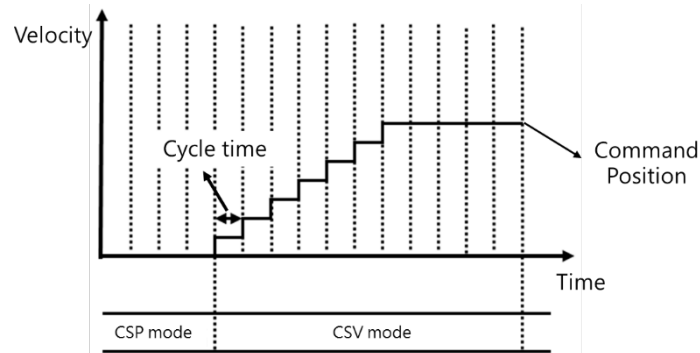 Velocity
Cycle time
Command
Position
Time
CSP mode
CSV mode